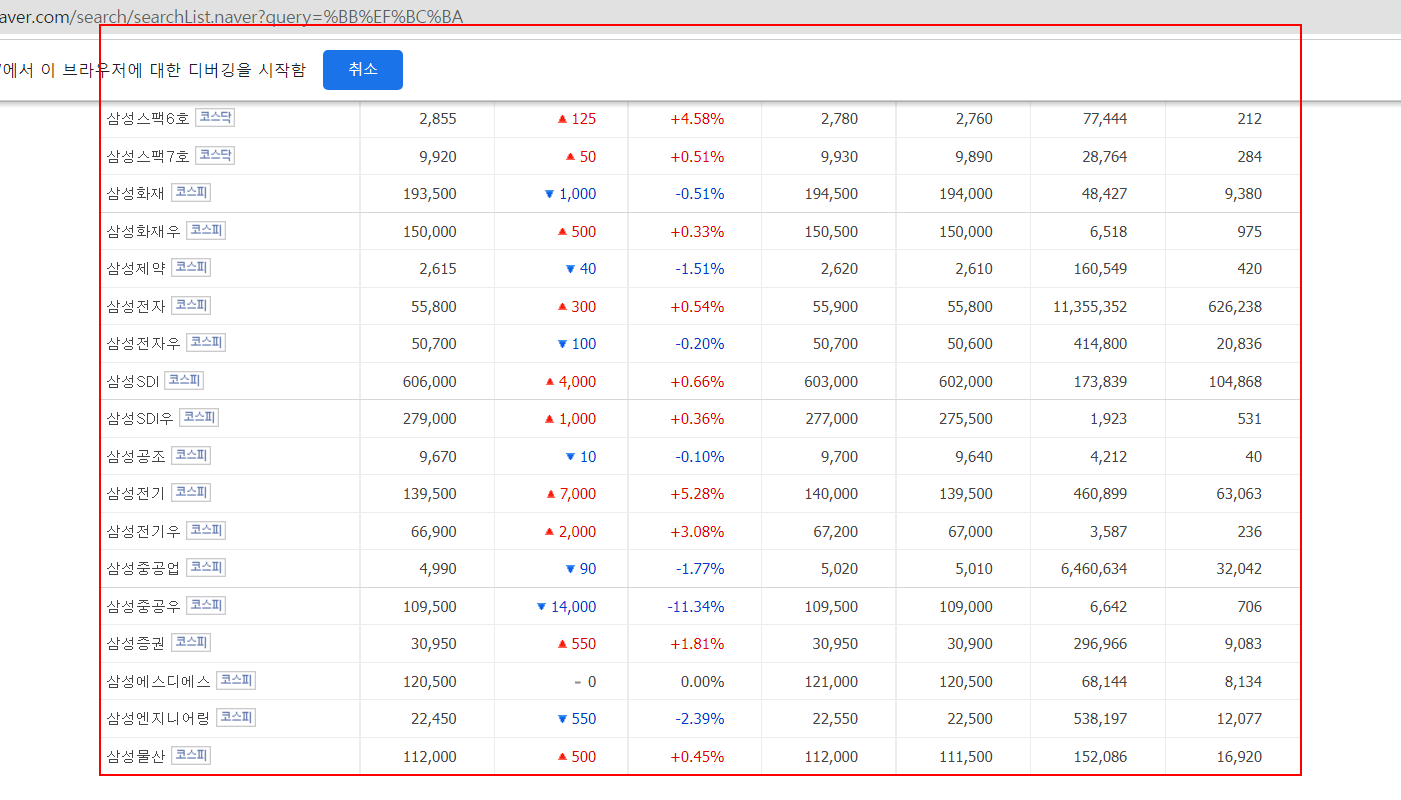 aver.com/search/searchList.naver?query=%BB%EF%BC%BA
'에서 이 브라우저에 대한 디버깅을 시작함 취소
삼성스팩6호 코스닥 2,855 ▲ 125 +4.58% 2,780 2,760 77,444 212
삼성스팩7호 코스닥 9,920 ▲ 50 +0.51% 9,930 9,890 28,764 284
삼성화재 코스피 193,500 ▼ 1,000 -0.51% 194,500 194,000 48,427 9,380
삼성화재우 코스피 150,000 ▲ 500 +0.33% 150,500 150,000 6,518 975
삼성제약 코스피 2,615 ▼ 40 -1.51% 2,620 2,610 160,549 420
삼성전자 코스피 55,800 ▲ 300 +0.54% 55,900 55,800 11,355,352 626,238
삼성전자우 코스피 50,700 ▼ 100 -0.20% 50,700 50,600 414,800 20,836
삼성SDI 코스피 606,000 ▲ 4,000 +0.66% 603,000 602,000 173,839 104,868
삼성SDI우 코스피 279,000 ▲ 1,000 +0.36% 277,000 275,500 1,923 531
삼성공조 코스피 9,670 ▼ 10 -0.10% 9,700 9,640 4,212 40
삼성전기 코스피 139,500 ▲ 7,000 +5.28% 140,000 139,500 460,899 63,063
삼성전기우 코스피 66,900 ▲ 2,000 +3.08% 67,200 67,000 3,587 236
삼성중공업 코스피 4,990 ▼ 90 -1.77% 5,020 5,010 6,460,634 32,042
삼성중공우 코스피 109,500 ▼ 14,000 -11.34% 109,500 109,000 6,642 706
삼성증권 코스피 30,950 ▲ 550 +1.81% 30,950 30,900 296,966 9,083
삼성에스디에스 코스피 120,500 - 0 0.00% 121,000 120,500 68,144 8,134
삼성엔지니어링 코스피 22,450 ▼ 550 -2.39% 22,550 22,500 538,197 12,077
삼성물산 코스피 112,000 ▲ 500 +0.45% 112,000 111,500 152,086 16,920